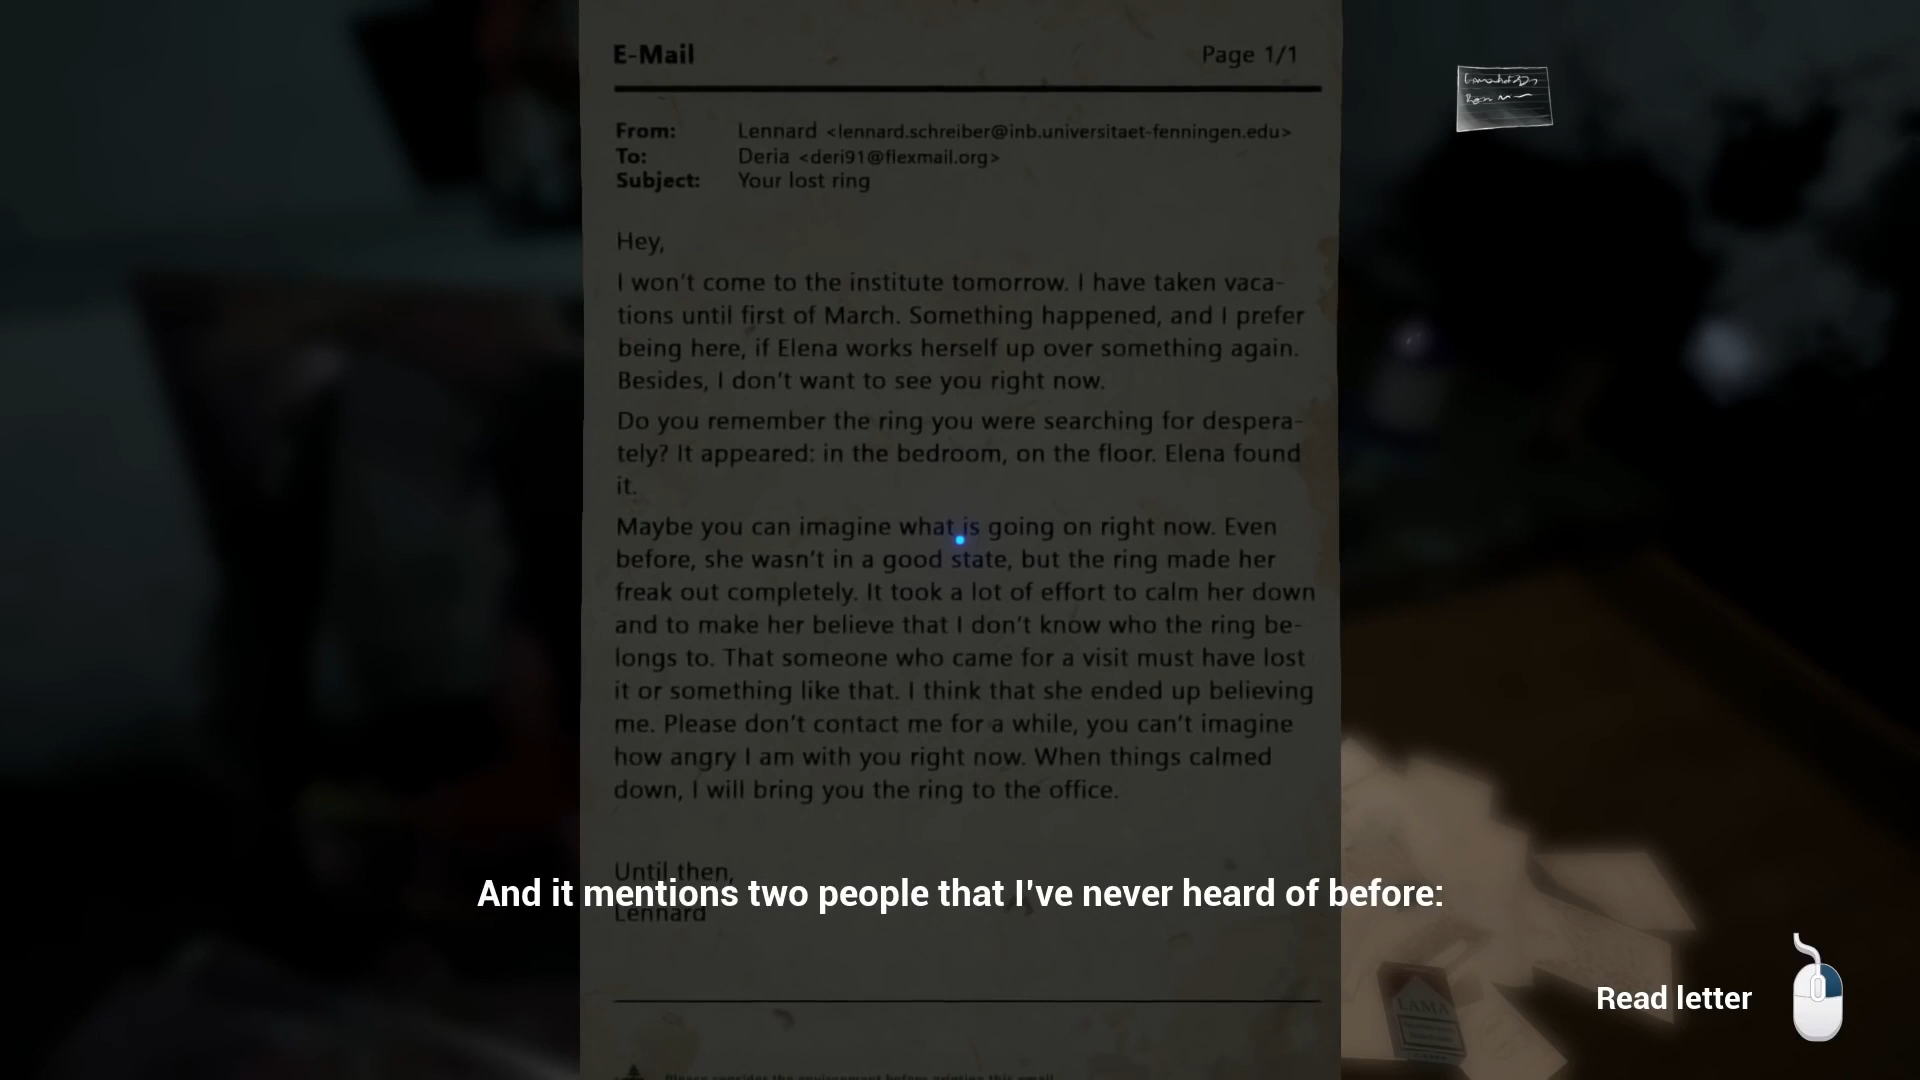 E-Mail Page 1/1
From: Lennard <lennard.schreiber@inb.universitaet-fenningen.edu>
To: Deria <deri91@flexmail.org>
Subject: Your lost ring
Hey,
I won't come to the institute tomorrow. I have taken vaca-
tions until first of March. Something happened, and I prefer
being here, if Elena works herself up over something again.
Besides, I don't want to see you right now.
Do you remember the ring you were searching for despera-
tely? It appeared: in the bedroom, on the floor. Elena found
it.
Maybe you can imagine what is going on right now. Even
before, she wasn't in a good state, but the ring made her
freak out completely. It took a lot of effort to calm her down
and to make her believe that I don't know who the ring be-
longs to. That someone who came for a visit must have lost
it or something like that. I think that she ended up believing
me. Please don't contact me for a while, you can't imagine
how angry I am with you right now. When things calmed
down, I will bring you the ring to the office.
Until then,
Lennard
And it mentions two people that I've never heard of before:
Read letter
LAMA
Please consider the environment before printing this email